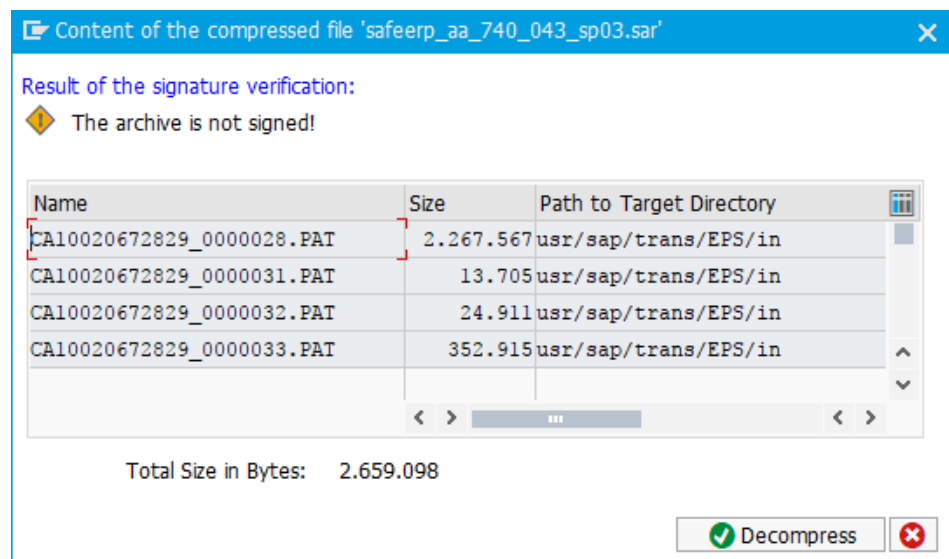 Content of the compressed file 'safeerp_aa_740_043_sp03.sar'
Result of the signature verification:
The archive is not signed!
Name Size Path to Target Directory
CA10020672829_0000028.PAT 2.267.567 usr/sap/trans/EPS/in
CA10020672829_0000031.PAT 13.705 usr/sap/trans/EPS/in
CA10020672829_0000032.PAT 24.911 usr/sap/trans/EPS/in
CA10020672829_0000033.PAT 352.915 usr/sap/trans/EPS/in
Total Size in Bytes: 2.659.098
Decompress